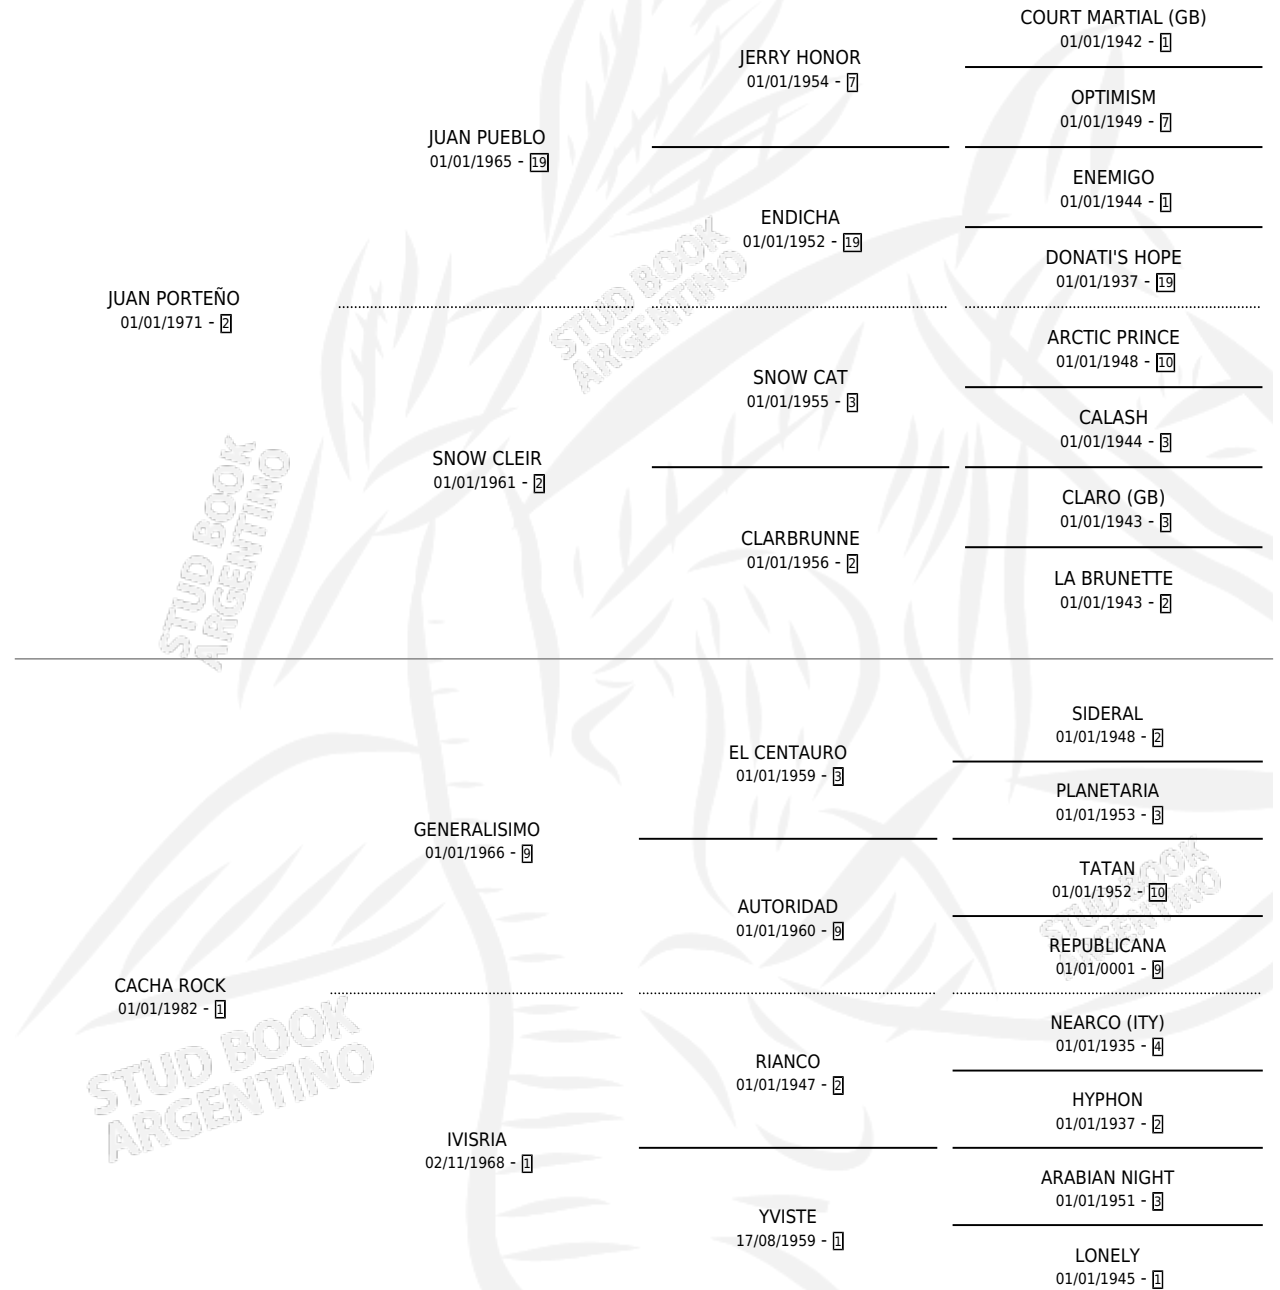 COURT MARTIAL (GB)
01/01/1942 - 1
JERRY HONOR
01/01/1954 - 7
OPTIMISM
01/01/1949 - 7
JUAN PUEBLO
01/01/1965 - 19
ENEMIGO
01/01/1944 - 1
ENDICHA
01/01/1952 - 19
DONATI'S HOPE
01/01/1937 - 19
JUAN PORTEÑO
01/01/1971 - 2
ARCTIC PRINCE
01/01/1948 - 10
SNOW CAT
01/01/1955 - 3
CALASH
01/01/1944 - 3
SNOW CLEIR
01/01/1961 - 2
CLARO (GB)
01/01/1943 - 3
CLARBRUNNE
01/01/1956 - 2
LA BRUNETTE
01/01/1943 - 2
SIDERAL
01/01/1948 - 2
EL CENTAURO
01/01/1959 - 3
PLANETARIA
01/01/1953 - 3
GENERALISIMO
01/01/1966 - 9
TATAN
01/01/1952 - 10
AUTORIDAD
01/01/1960 - 9
REPUBLICANA
01/01/0001 - 9
CACHA ROCK
01/01/1982 - 1
NEARCO (ITY)
01/01/1935 - 4
RIANCO
01/01/1947 - 2
HYPHON
01/01/1937 - 2
IVISRIA
02/11/1968 - 1
ARABIAN NIGHT
01/01/1951 - 3
YVISTE
17/08/1959 - 1
LONELY
01/01/1945 - 1
STUD BOOK
ARGENTINO
STUD BOOK
ARGENTINO
STUD BOOK
ARGENTINO
STUD BOOK
ARGENTINO